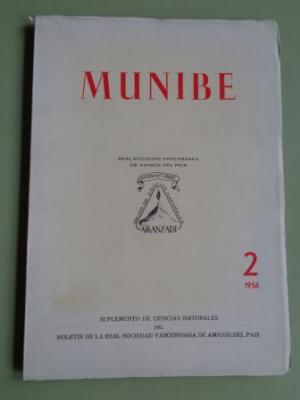 MUNIBE
REAL SOCIEDAD VASCONGADA
DE AMIGOS DEL PAIS
ARANZADI
2
1956
SUPLEMENTO DE CIENCIAS NATURALES
DEL
BOLETIN DE LA REAL SOCIEDAD VASCONGADA DE AMIGOS DEL PAIS